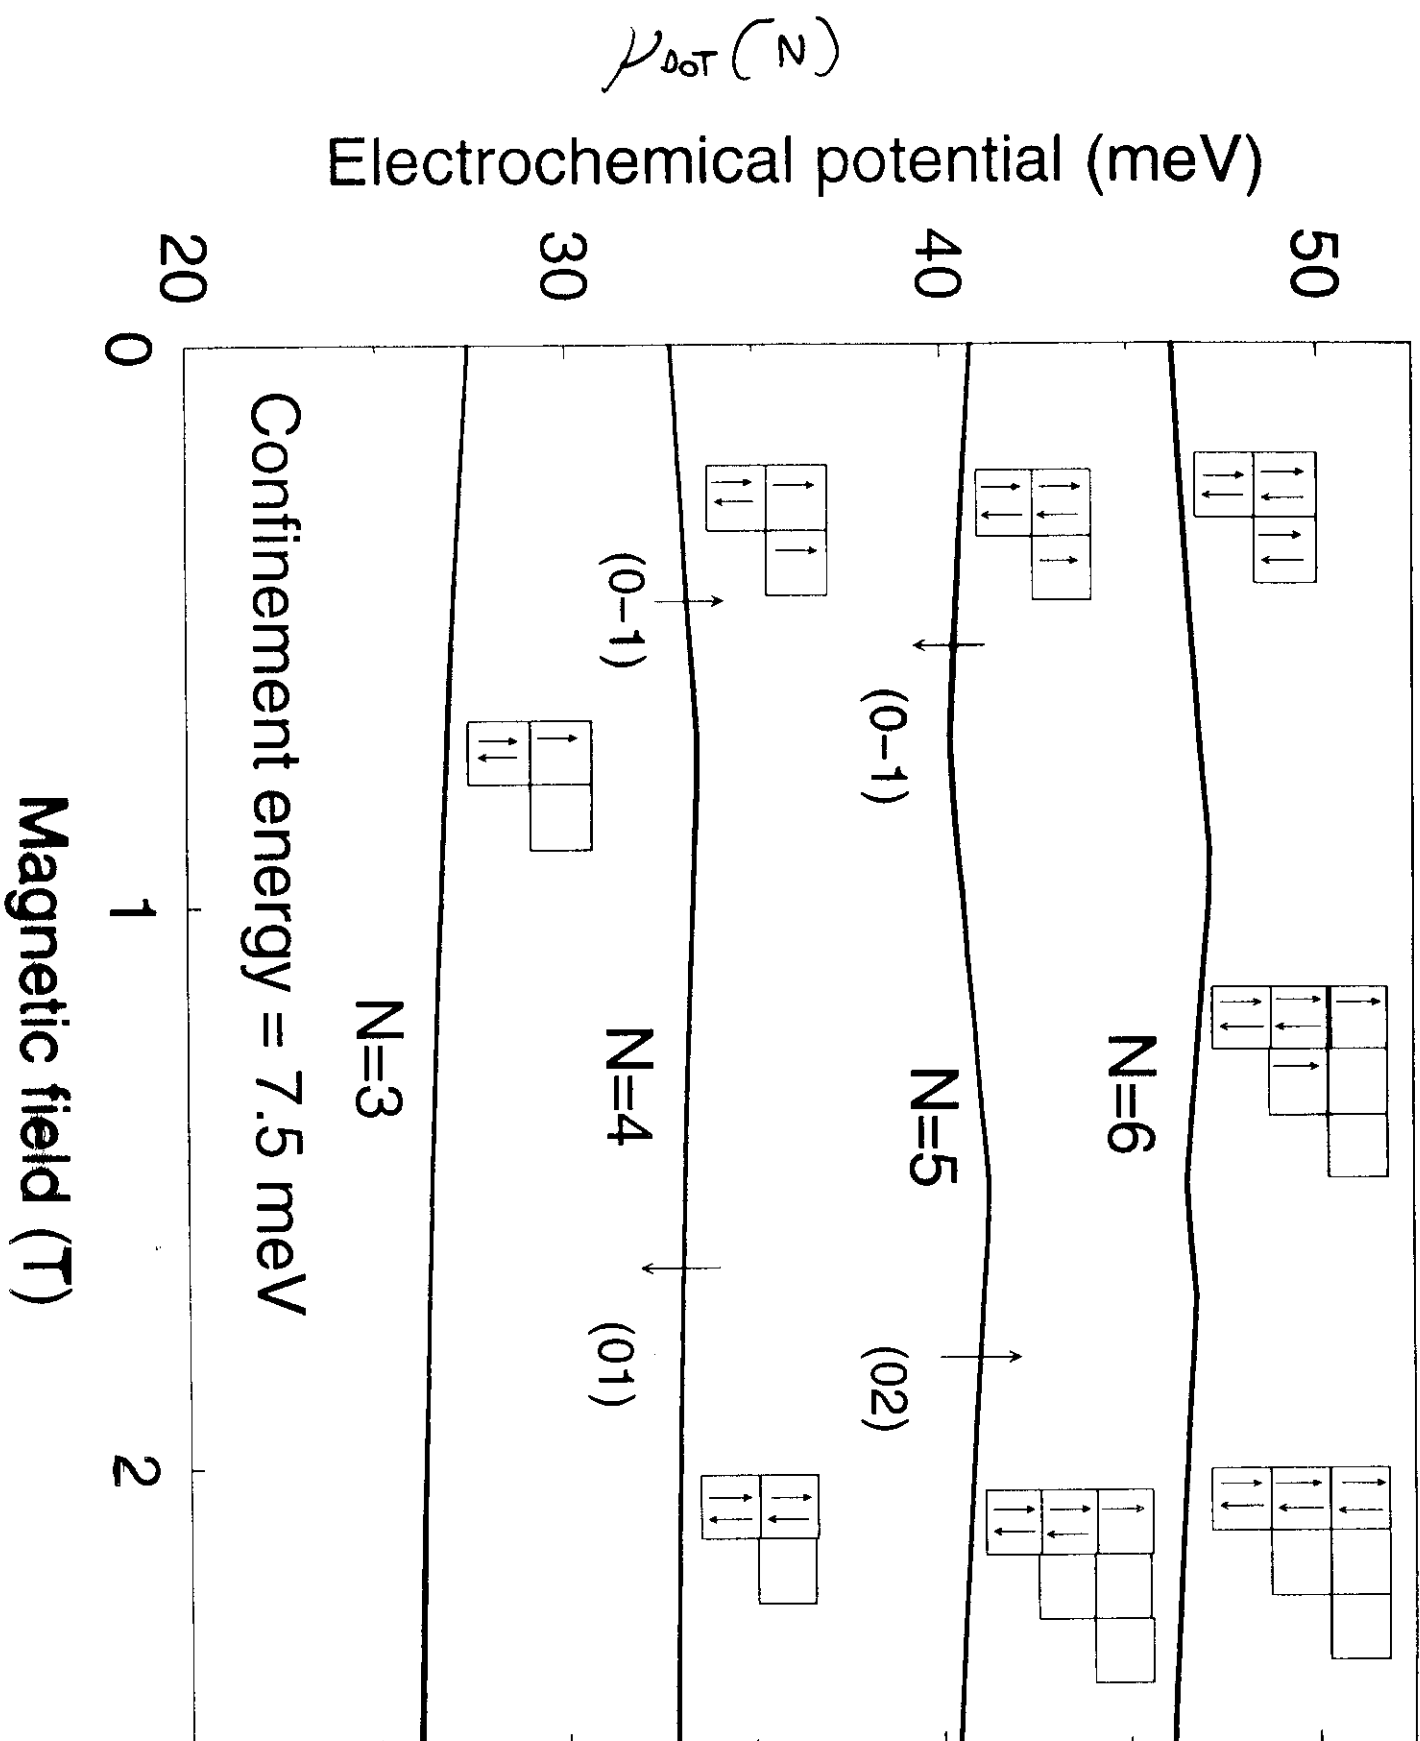 μDOT(N)
Electrochemical potential (meV)
20
30
40
50
0
1
2
Magnetic field (T)
Confinement energy = 7.5 meV
N=3
N=4
N=5
N=6
(0−1)
(0−1)
(01)
(02)